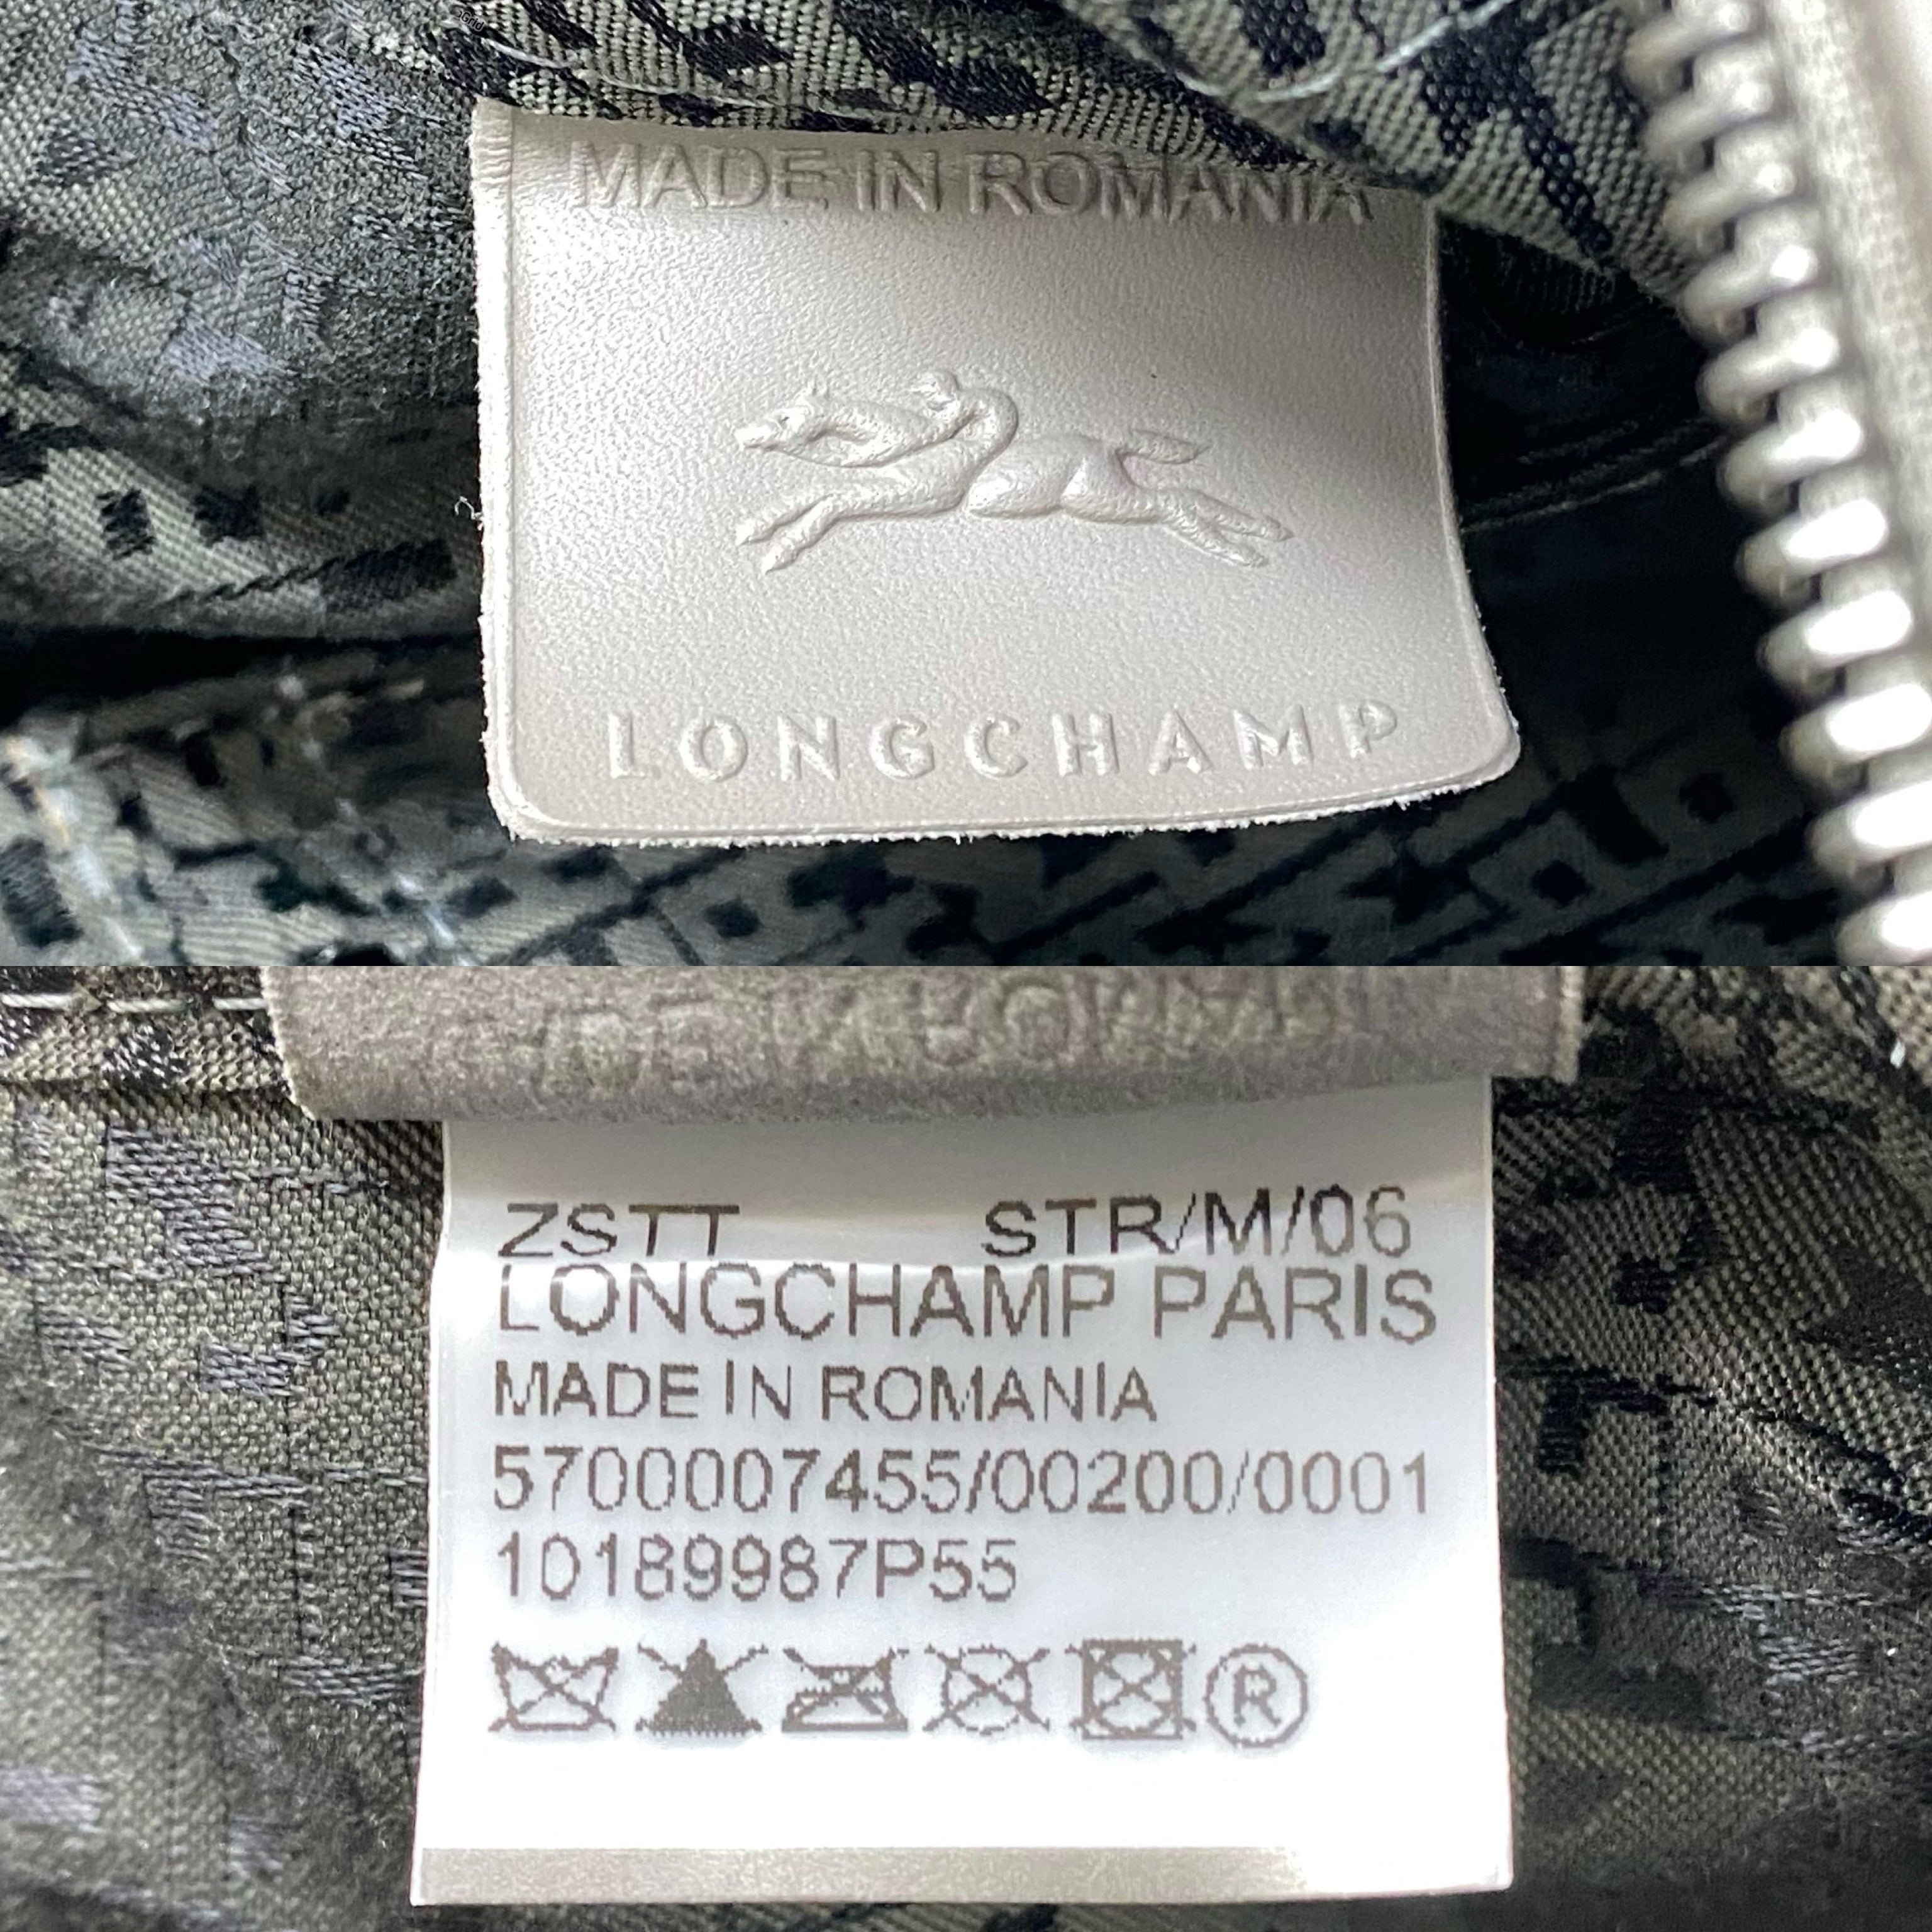 MADE IN ROMANIA
LONGCHAMP
ZSTT STR/M/06
LONGCHAMP PARIS
MADE IN ROMANIA
5700007455/00200/0001
10189987P55
R